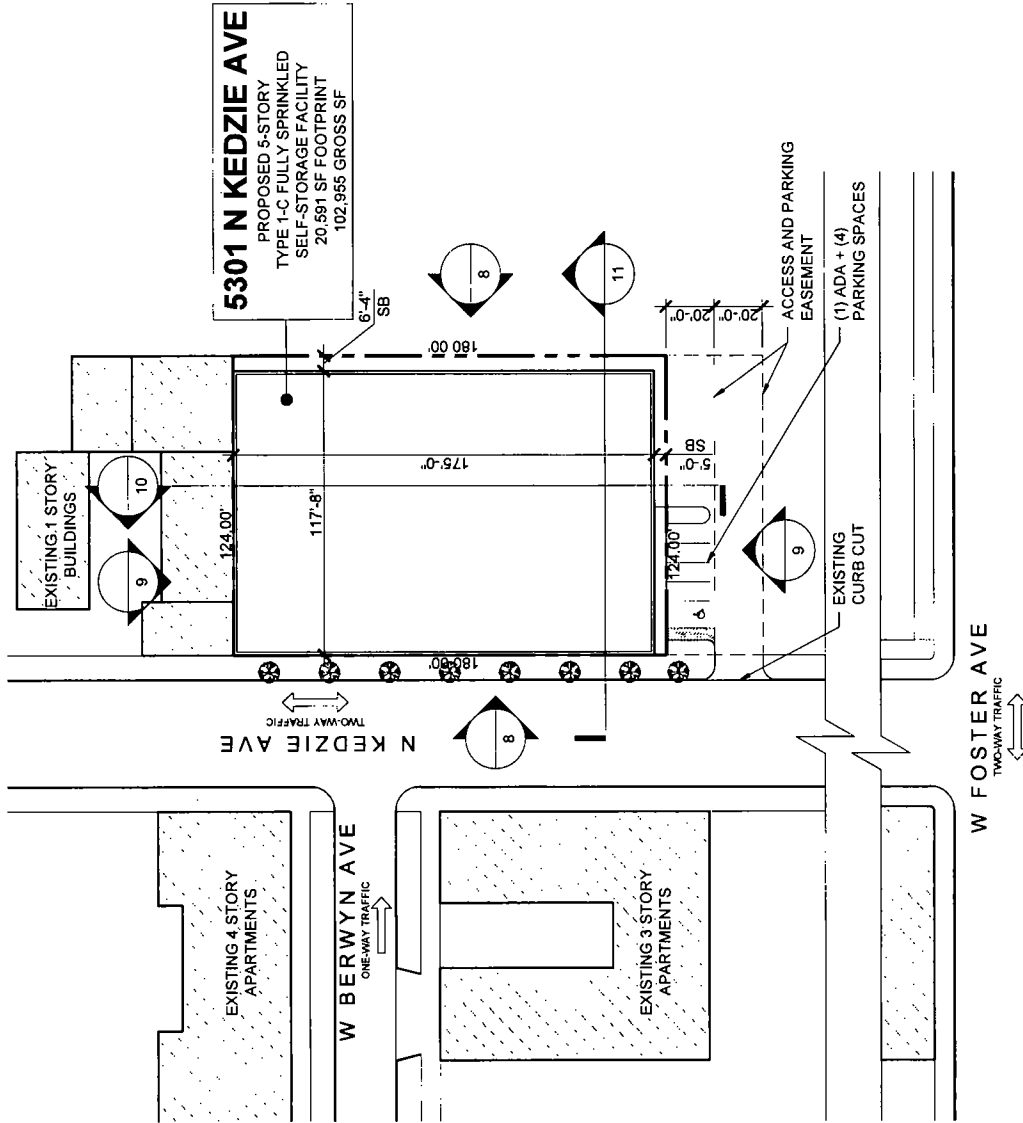 5301 N KEDZIE AVE
PROPOSED 5-STORY
TYPE 1-C FULLY SPRINKLED
SELF-STORAGE FACILITY
20,591 SF FOOTPRINT
102,955 GROSS SF
6'-4"
SB
8
11
ACCESS AND PARKING
EASEMENT
(1) ADA + (4)
PARKING SPACES
20'-0"
20'-0"
180 00'
175'-0"
5'-0"
SB
EXISTING 1 STORY
BUILDINGS
10
9
124.00'
117'-8"
124.00'
9
EXISTING
CURB CUT
180.00'
TWO-WAY TRAFFIC
N KEDZIE AVE
8
W FOSTER AVE
TWO-WAY TRAFFIC
EXISTING 4 STORY
APARTMENTS
W BERWYN AVE
ONE-WAY TRAFFIC
EXISTING 3 STORY
APARTMENTS